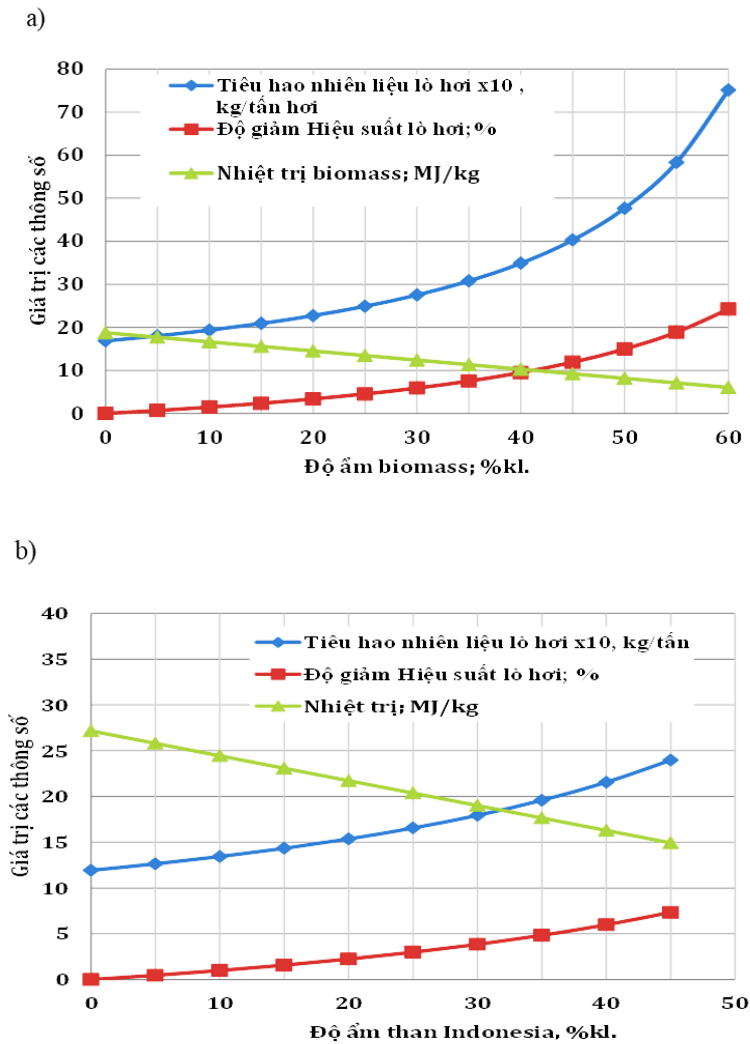 a)
80
70
60
50
40
30
20
10
0
Giá trị các thông số
Tiêu hao nhiên liệu lò hơi x10 ,
kg/tấn hơi
Độ giảm Hiệu suất lò hơi; %
Nhiệt trị biomass; MJ/kg
0 10 20 30 40 50 60
Độ ẩm biomass; %kl.
b)
40
35
30
25
20
15
10
5
0
Giá trị các thông số
Tiêu hao nhiên liệu lò hơi x10, kg/tấn
Độ giảm Hiệu suất lò hơi; %
Nhiệt trị; MJ/kg
0 10 20 30 40 50
Độ ẩm than Indonesia, %kl.